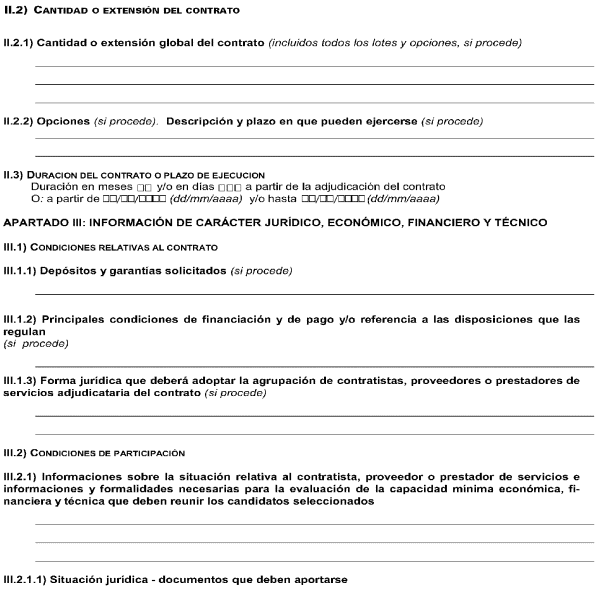 II.2) CANTIDAD O EXTENSIÓN DEL CONTRATO
II.2.1) Cantidad o extensión global del contrato (incluidos todos los lotes y opciones, si procede)
II.2.2) Opciones (si procede). Descripción y plazo en que pueden ejercerse (si procede)
II.3) DURACION DEL CONTRATO O PLAZO DE EJECUCION
Duración en meses □□ y/o en días □□□ a partir de la adjudicación del contrato
O: a partir de □□/□□/□□□□ (dd/mm/aaaa) y/o hasta □□/□□/□□□□ (dd/mm/aaaa)
APARTADO III: INFORMACIÓN DE CARÁCTER JURÍDICO, ECONÓMICO, FINANCIERO Y TÉCNICO
III.1) CONDICIONES RELATIVAS AL CONTRATO
III.1.1) Depósitos y garantías solicitados (si procede)
III.1.2) Principales condiciones de financiación y de pago y/o referencia a las disposiciones que las
regulan
(si procede)
III.1.3) Forma jurídica que deberá adoptar la agrupación de contratistas, proveedores o prestadores de
servicios adjudicataria del contrato (si procede)
III.2) CONDICIONES DE PARTICIPACIÓN
III.2.1) Informaciones sobre la situación relativa al contratista, proveedor o prestador de servicios e
informaciones y formalidades necesarias para la evaluación de la capacidad mínima económica, fi-
nanciera y técnica que deben reunir los candidatos seleccionados
III.2.1.1) Situación jurídica - documentos que deben aportarse